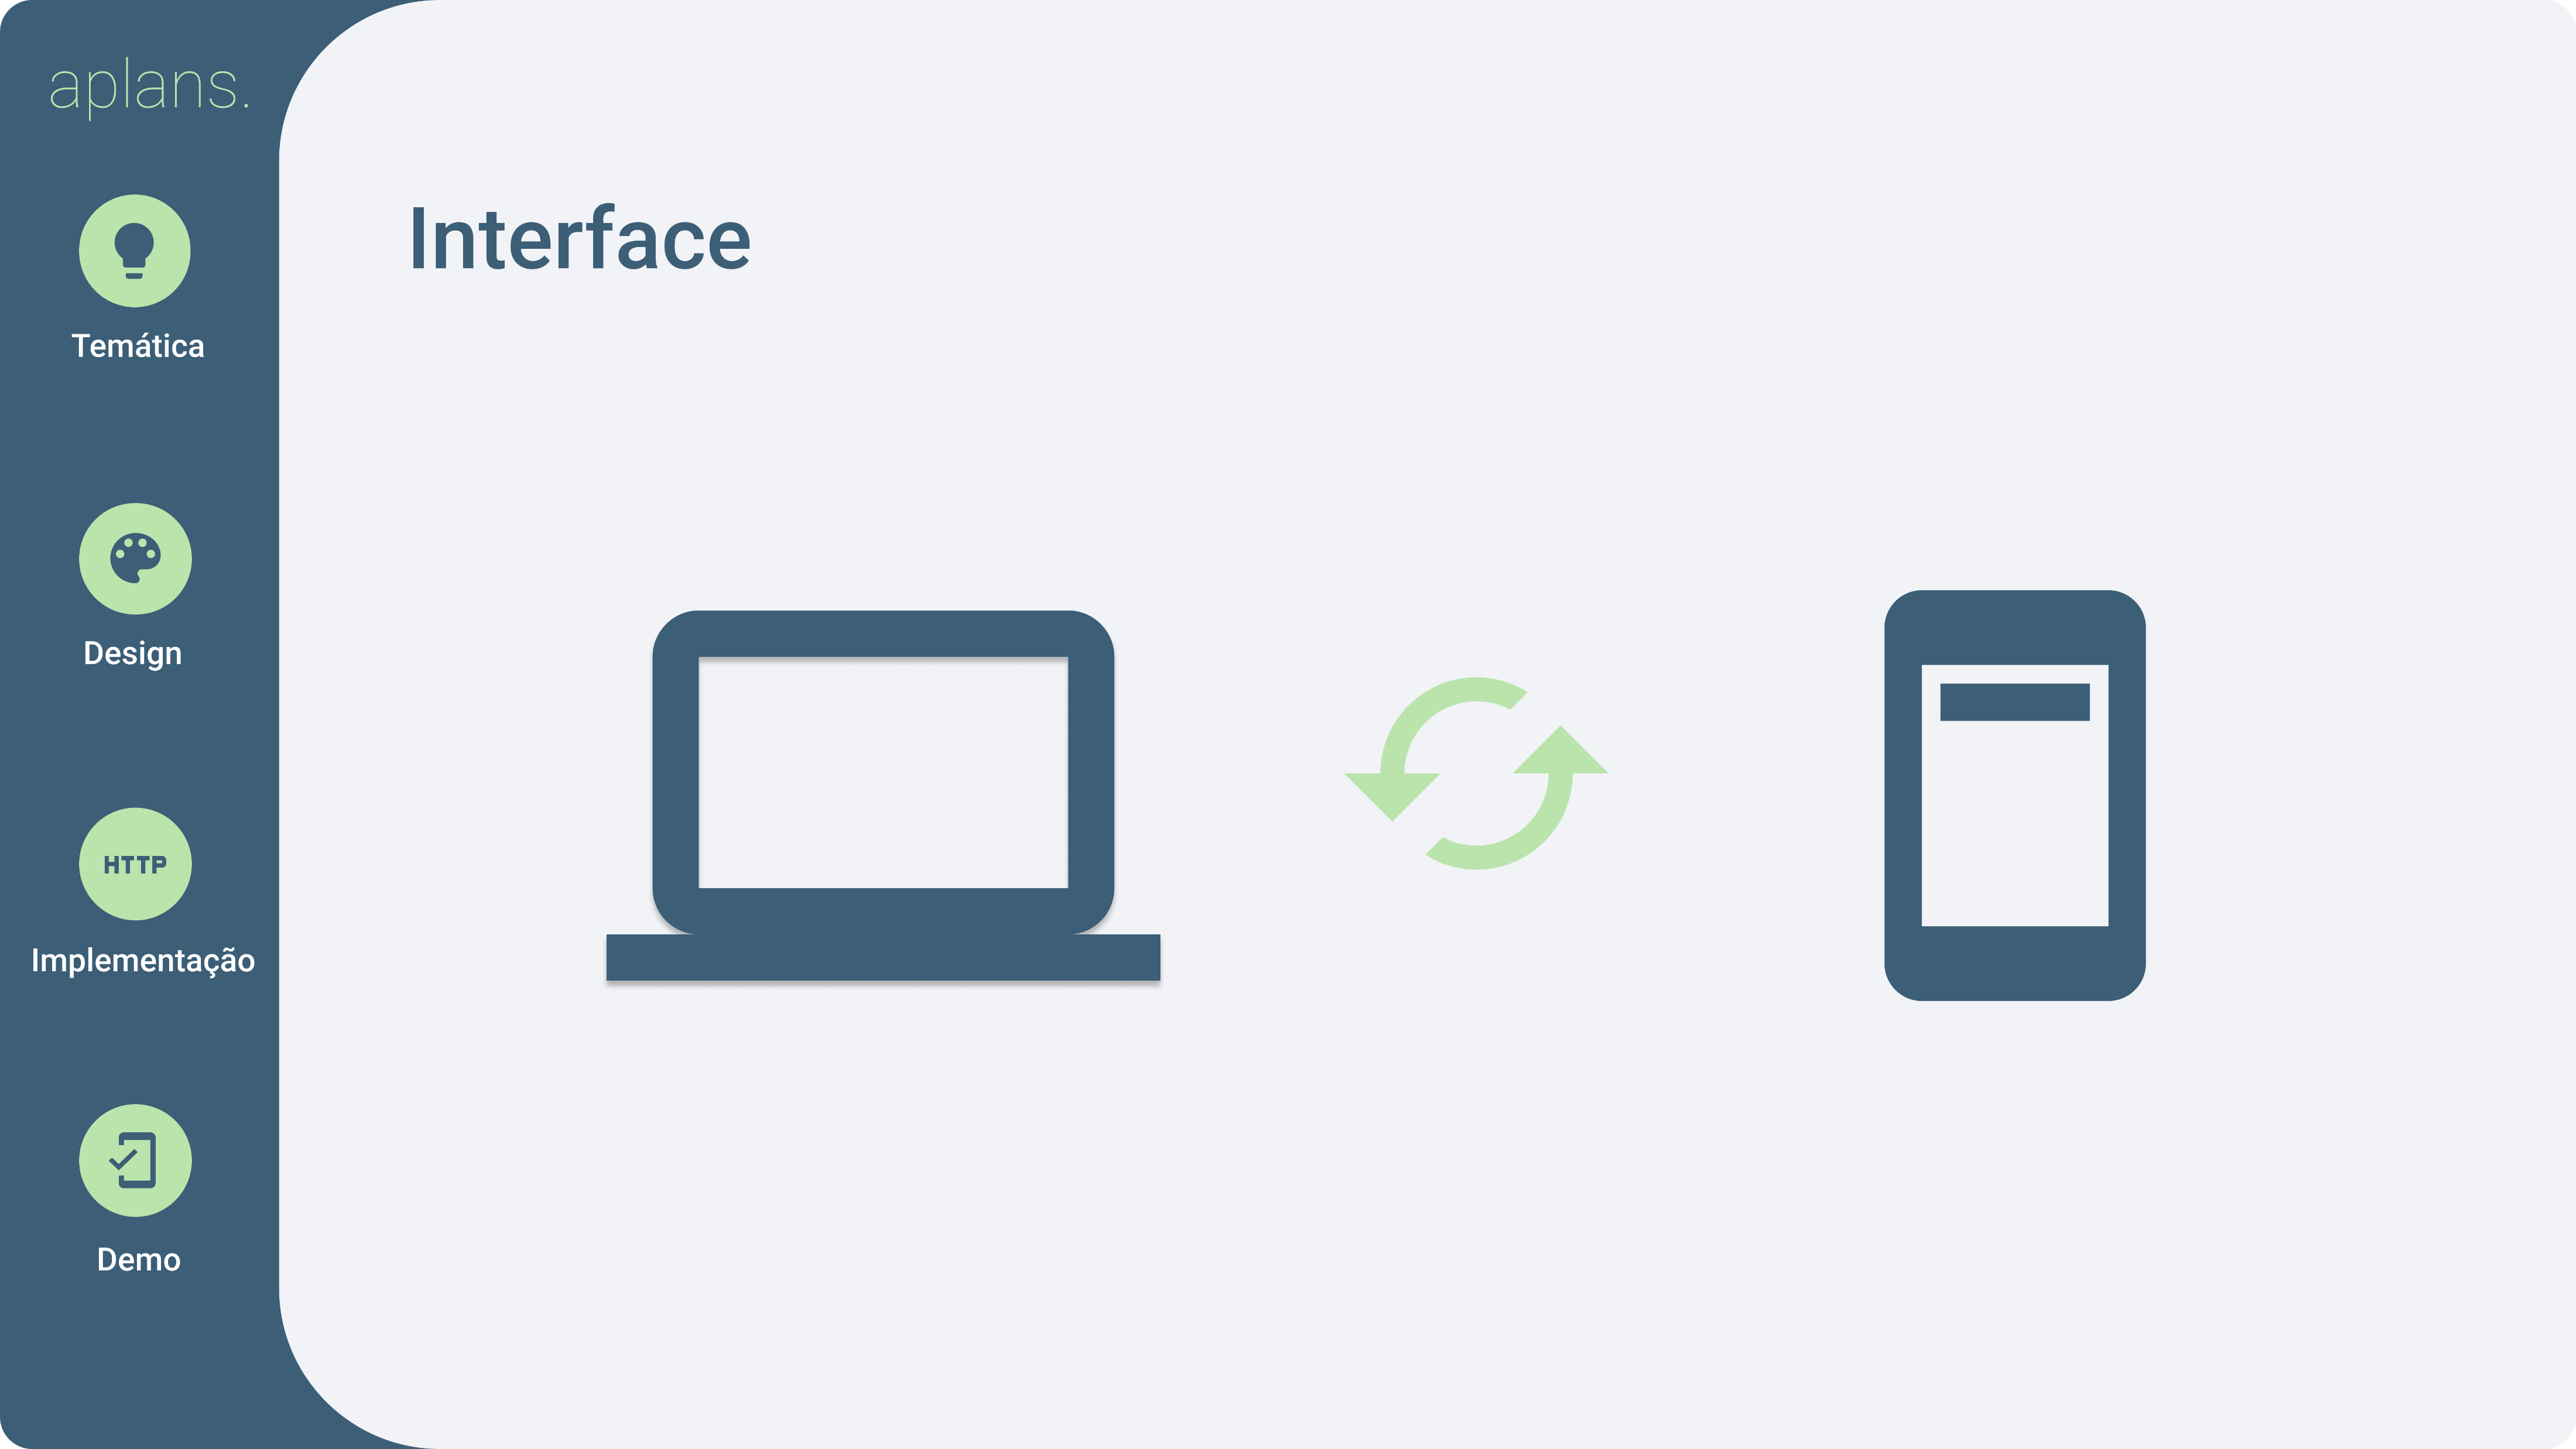 aplans.
Temática
Design
HTTP
Implementação
Demo
Interface